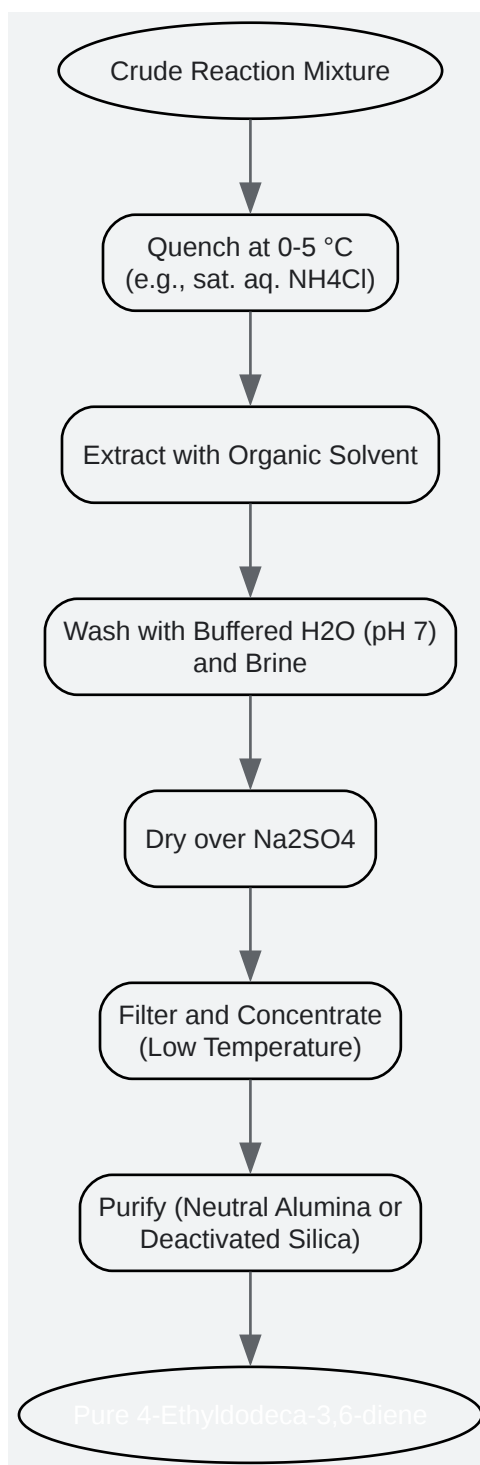 Crude Reaction Mixture
Quench at 0-5 °C
(e.g., sat. aq. NH4Cl)
Extract with Organic Solvent
Wash with Buffered H2O (pH 7)
and Brine
Dry over Na2SO4
Filter and Concentrate
(Low Temperature)
Purify (Neutral Alumina or
Deactivated Silica)
Pure 4-Ethyldodeca-3,6-diene